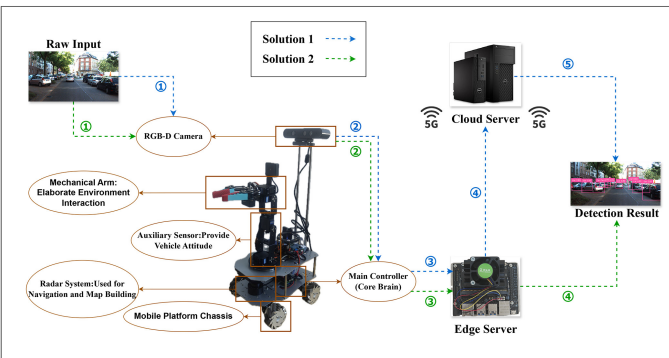 Raw Input
Solution 1
Solution 2
①
①
RGB-D Camera
②
②
5G
Cloud Server
5G
⑤
Mechanical Arm:
Elaborate Environment
Interaction
④
Detection Result
Auxiliary Sensor:Provide
Vehicle Attitude
Radar System:Used for
Navigation and Map Building
Main Controller
(Core Brain)
③
③
④
Mobile Platform Chassis
Edge Server